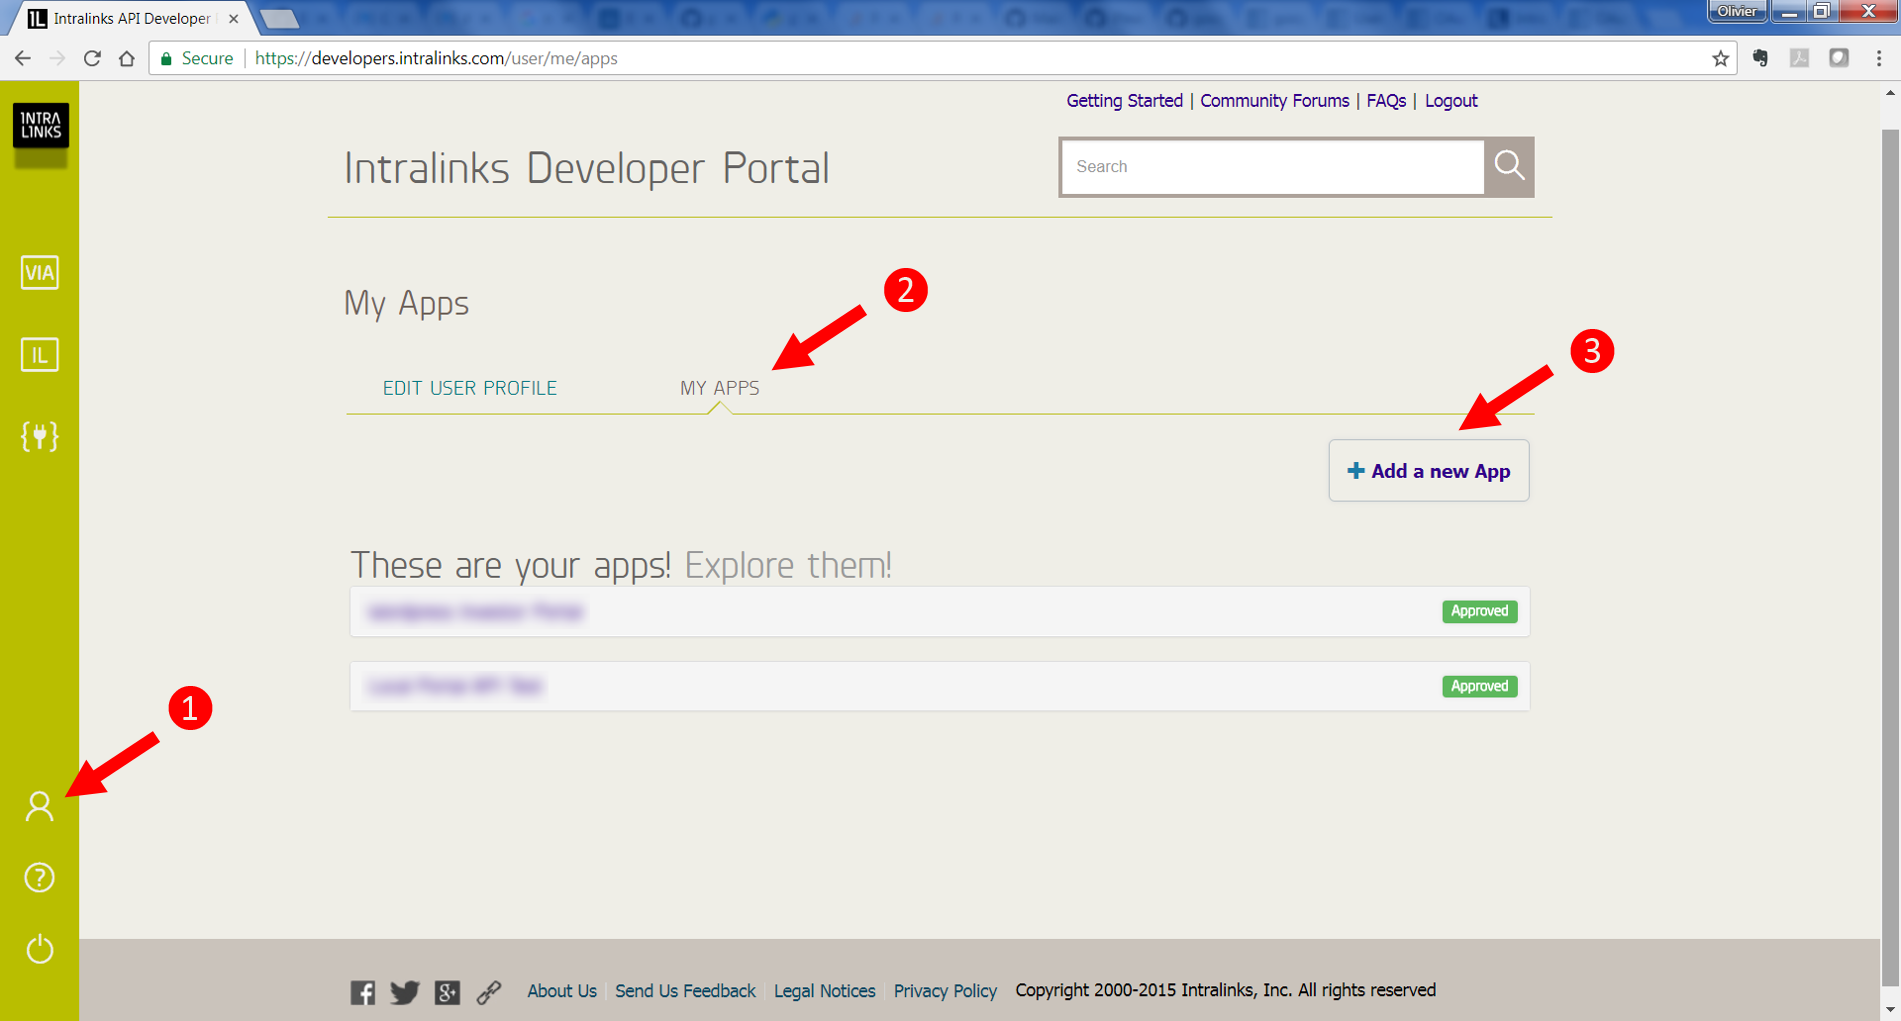 Intralinks API Developer
Olivier
Secure
https://developers.intralinks.com/user/me/apps
INTRA
LINKS
Getting Started | Community Forums | FAQs | Logout
Intralinks Developer Portal
Search
VIA
My Apps
2
3
IL
EDIT USER PROFILE
MY APPS
+ Add a new App
These are your apps! Explore them!
Approved
Approved
1
?
About Us
Send Us Feedback
Legal Notices
Privacy Policy
Copyright 2000-2015 Intralinks, Inc. All rights reserved